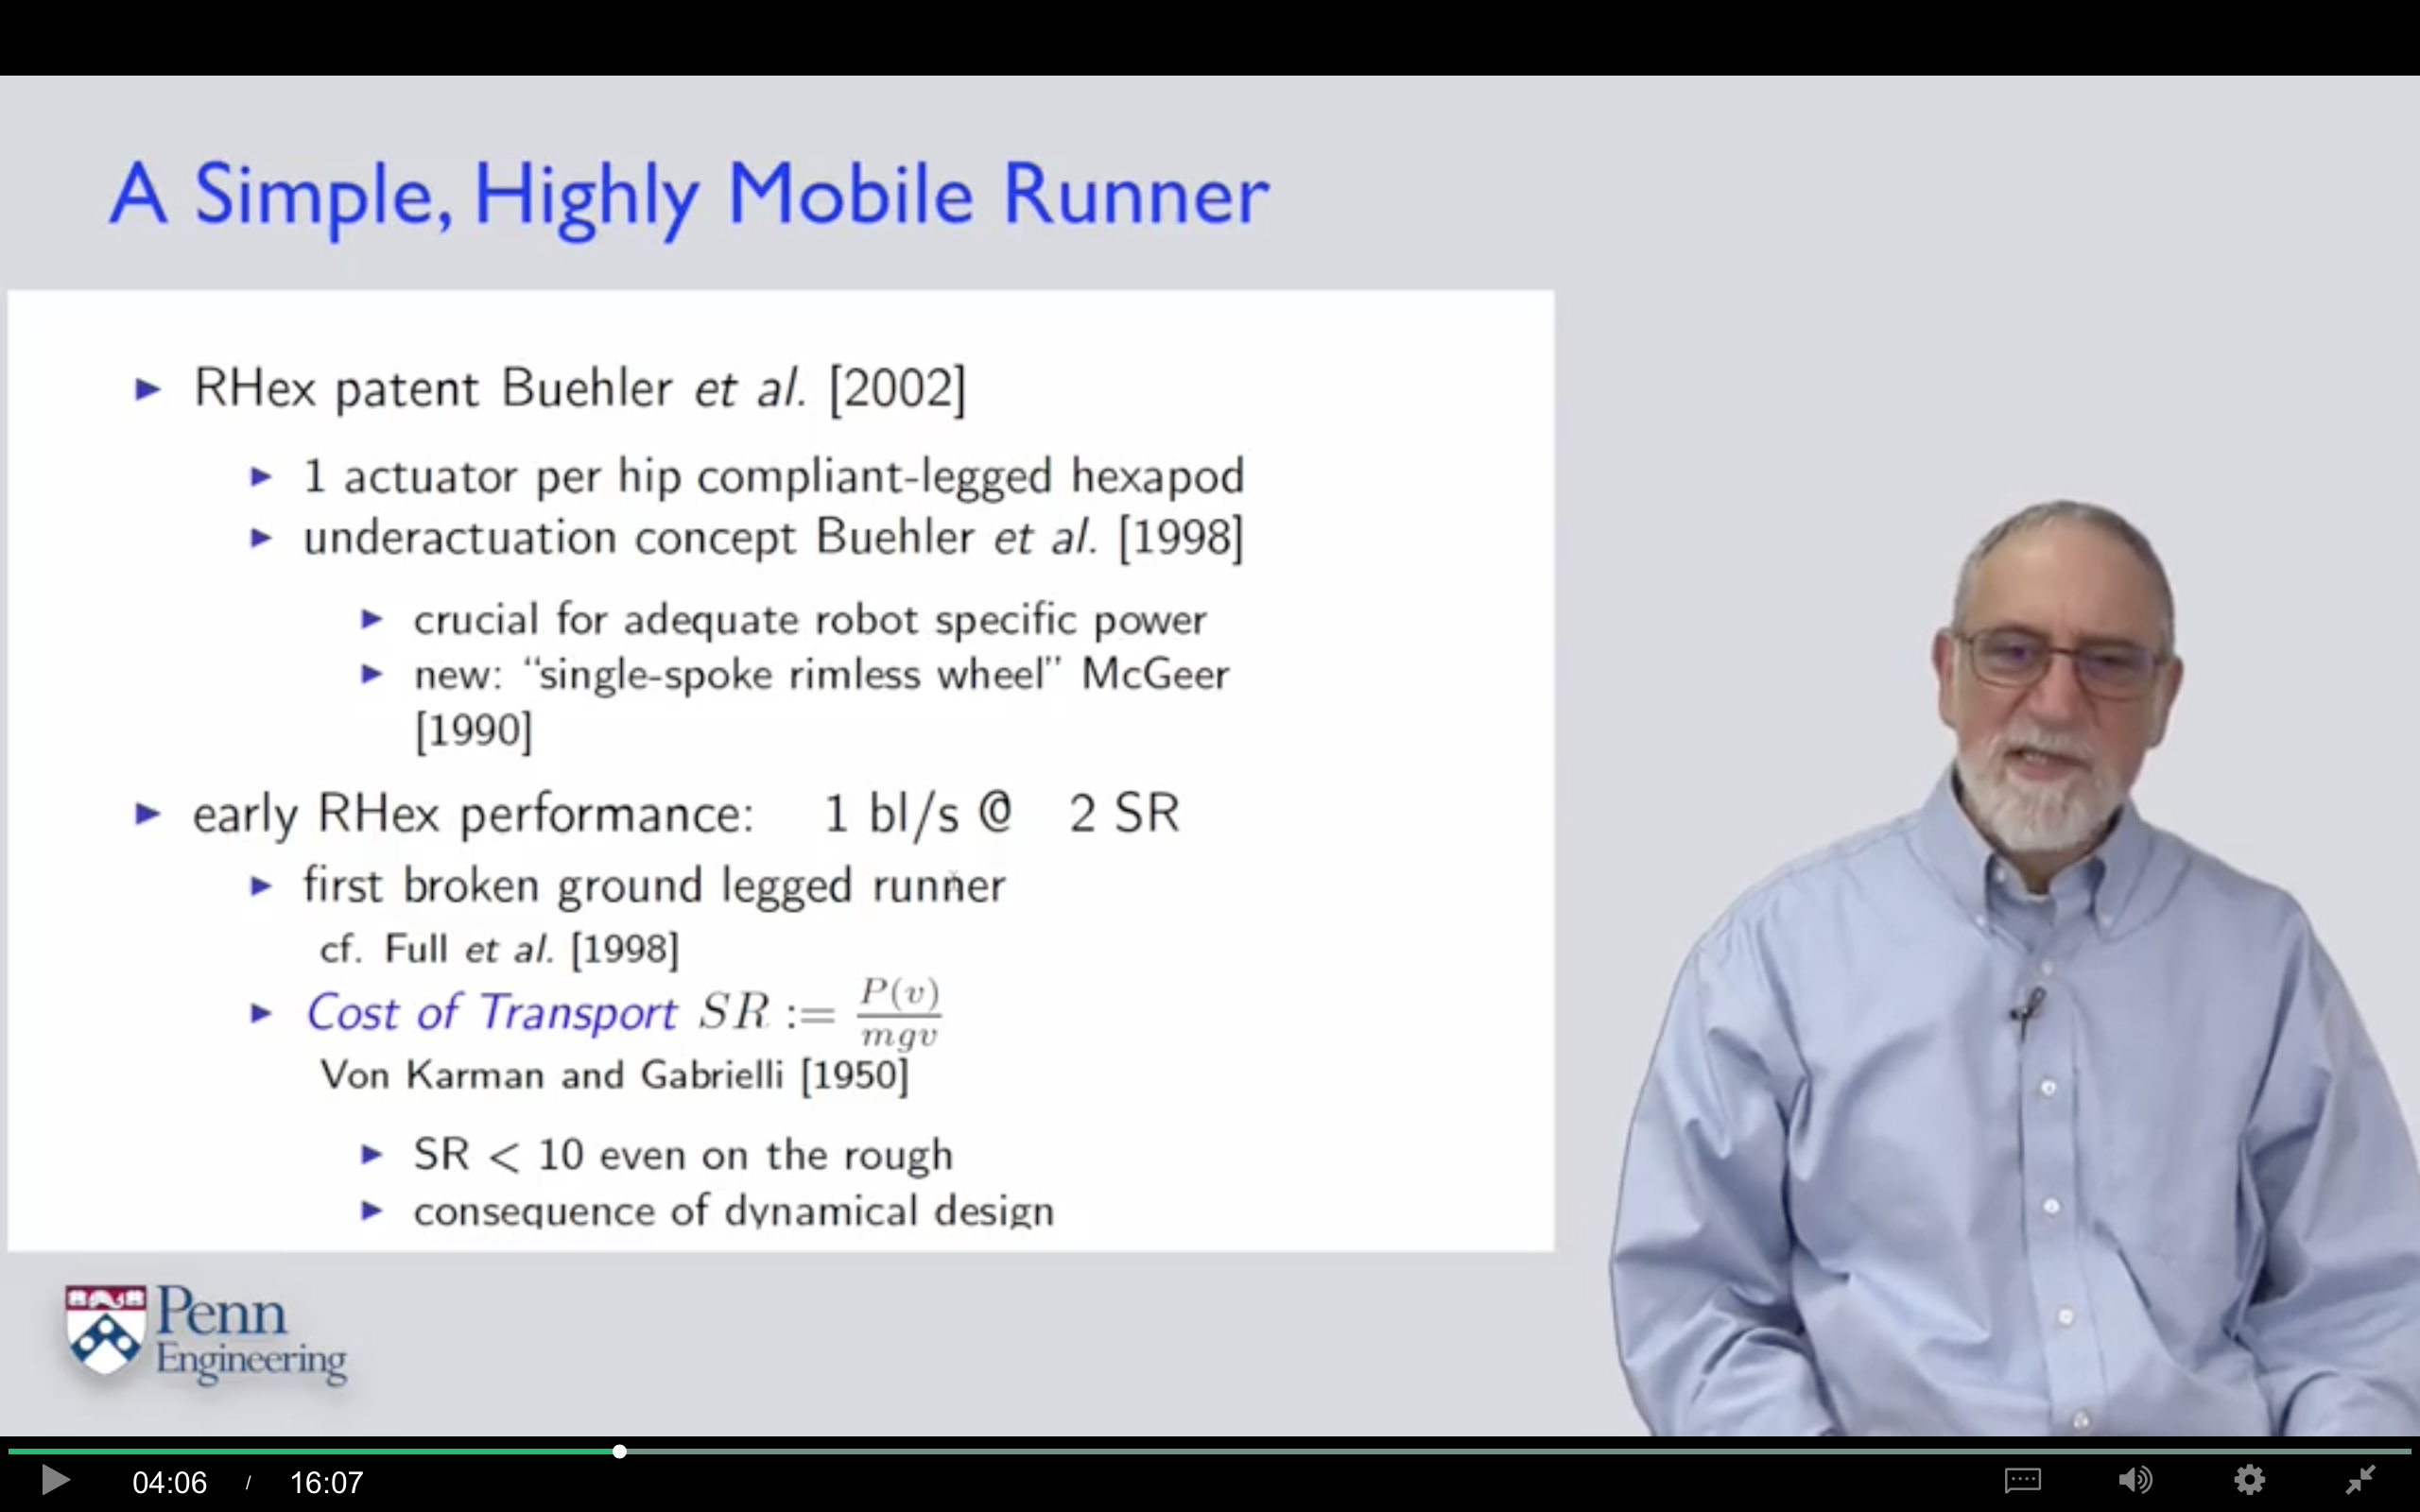 A Simple, Highly Mobile Runner
RHex patent Buehler et al. [2002]
1 actuator per hip compliant-legged hexapod
underactuation concept Buehler et al. [1998]
crucial for adequate robot specific power
new: "single-spoke rimless wheel" McGeer
[1990]
early RHex performance: 1 bl/s @ 2 SR
first broken ground legged runner
cf. Full et al. [1998]
Cost of Transport SR := P(v)/mgv
Von Karman and Gabrielli [1950]
SR < 10 even on the rough
consequence of dynamical design
Penn
Engineering
04:06 / 16:07